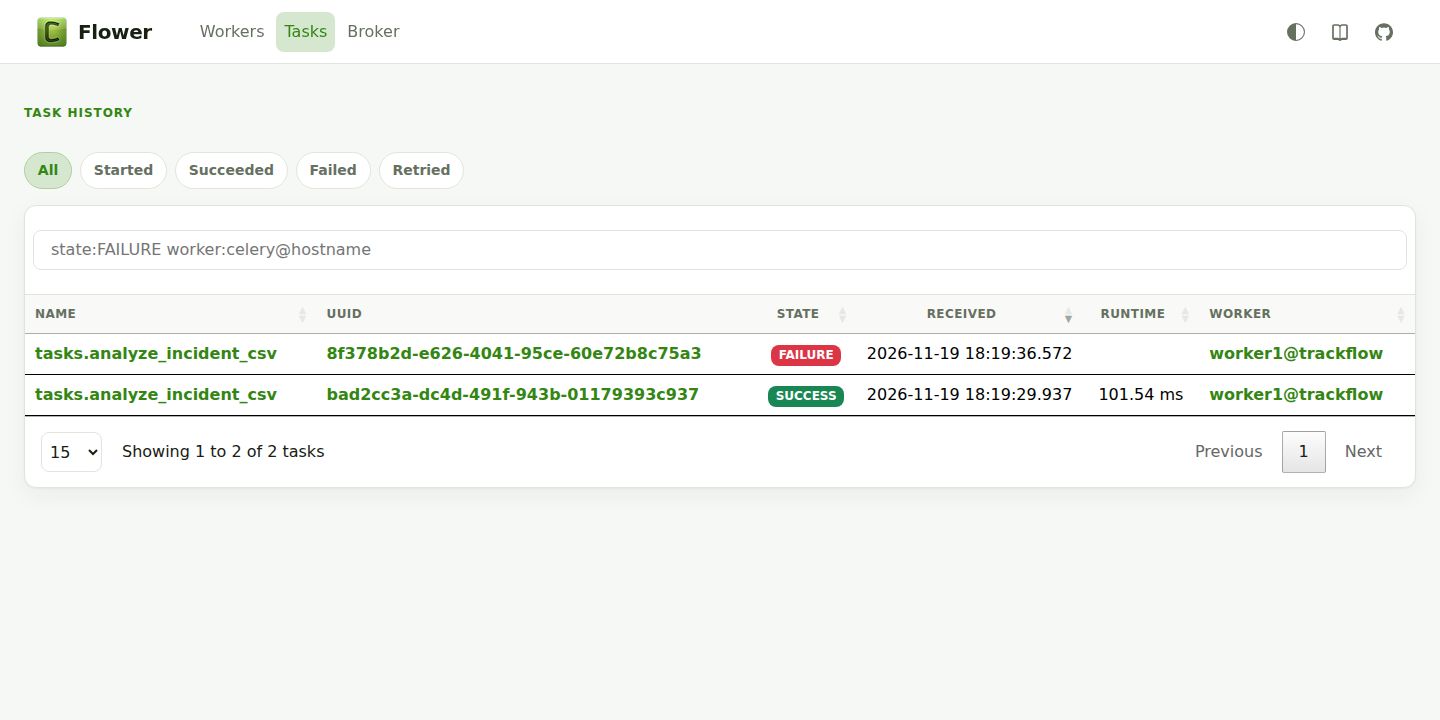 Flower Workers Tasks Broker
TASK HISTORY
All Started Succeeded Failed Retried
state:FAILURE worker:celery@hostname
NAME UUID STATE RECEIVED RUNTIME WORKER
tasks.analyze_incident_csv 8f378b2d-e626-4041-95ce-60e72b8c75a3 FAILURE 2026-11-19 18:19:36.572 worker1@trackflow
tasks.analyze_incident_csv bad2cc3a-dc4d-491f-943b-01179393c937 SUCCESS 2026-11-19 18:19:29.937 101.54 ms worker1@trackflow
15 Showing 1 to 2 of 2 tasks Previous 1 Next